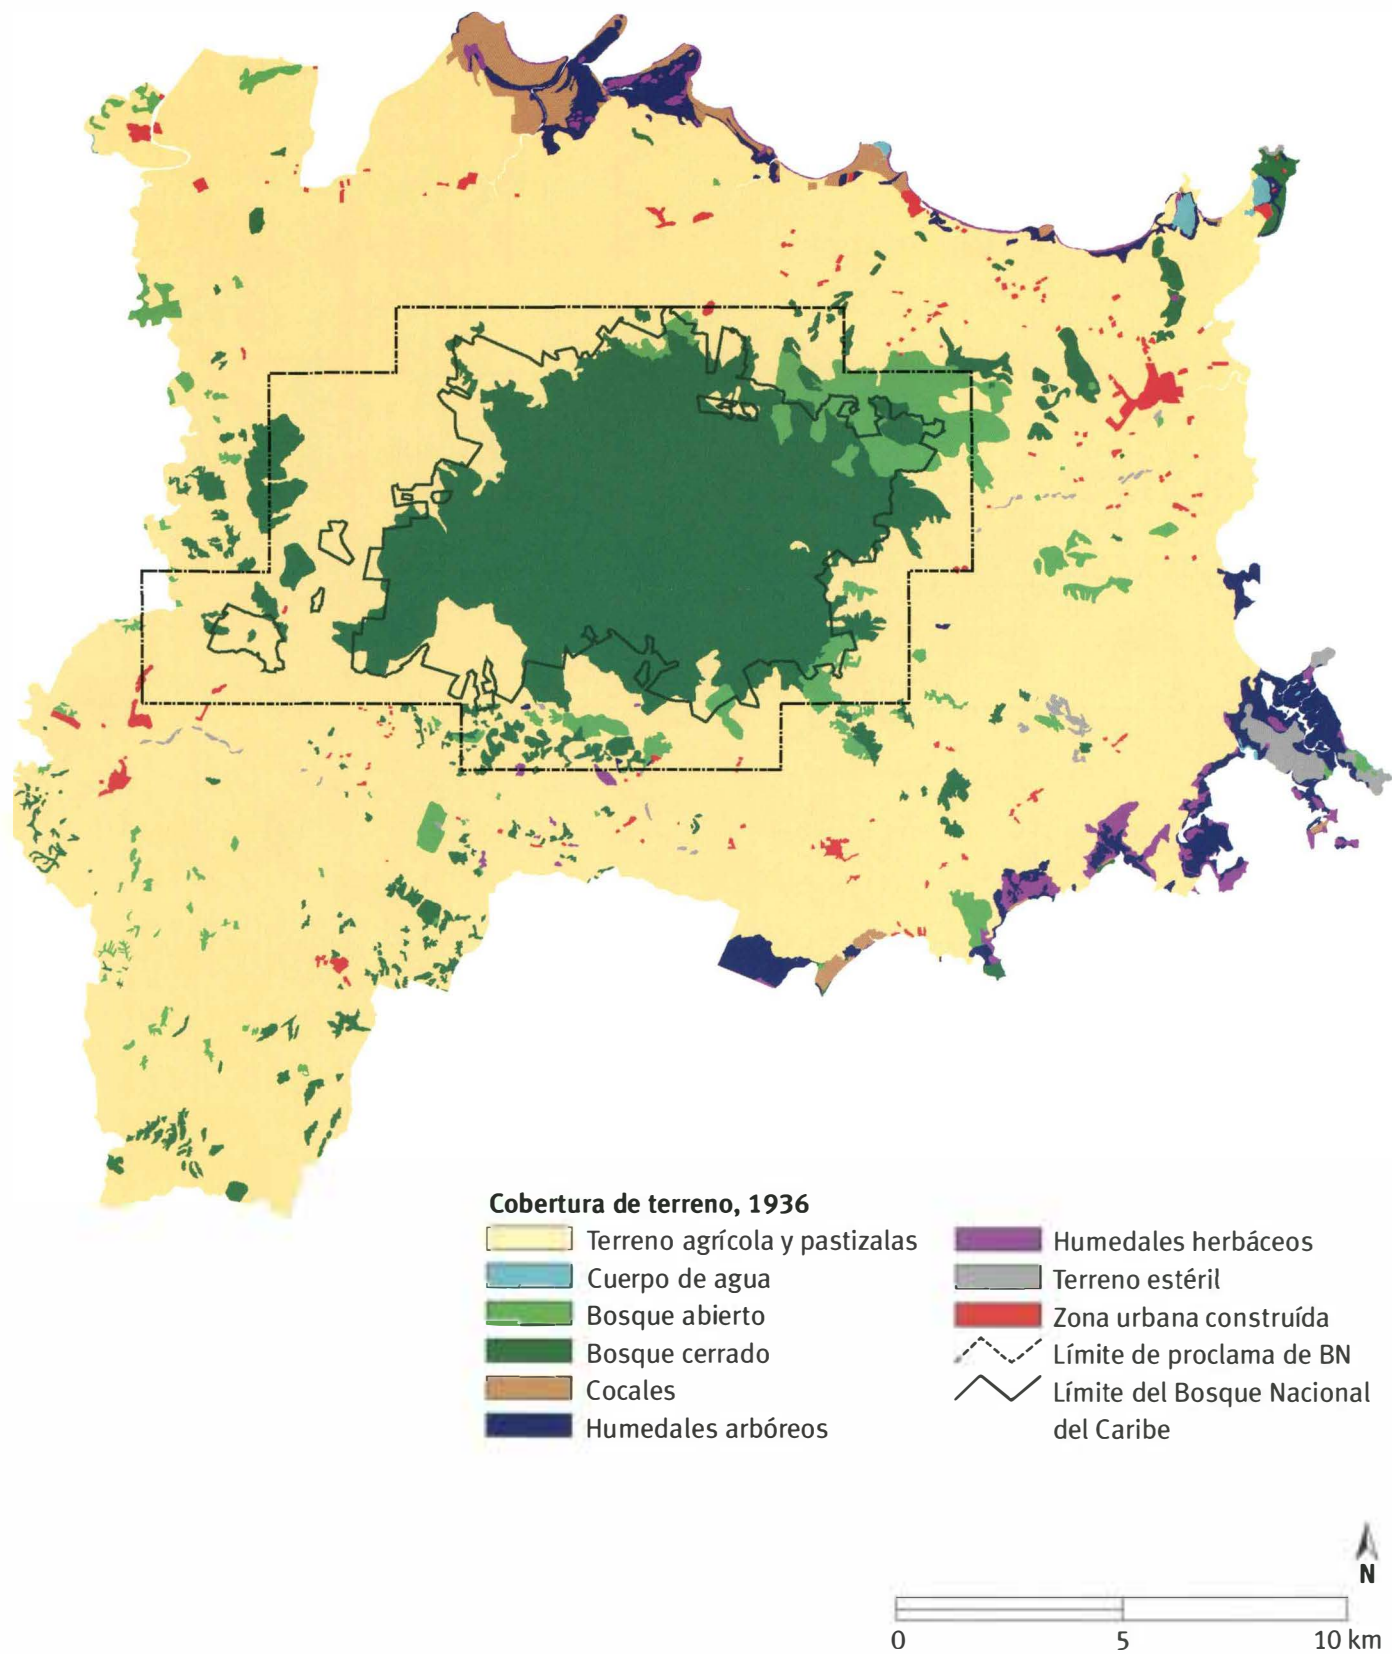 Cobertura de terreno, 1936
Terreno agrícola y pastizalas
Cuerpo de agua
Bosque abierto
Bosque cerrado
Cocales
Humedales arbóreos
Humedales herbáceos
Terreno estéril
Zona urbana construída
Límite de proclama de BN
Límite del Bosque Nacional
del Caribe
N
0 5 10 km